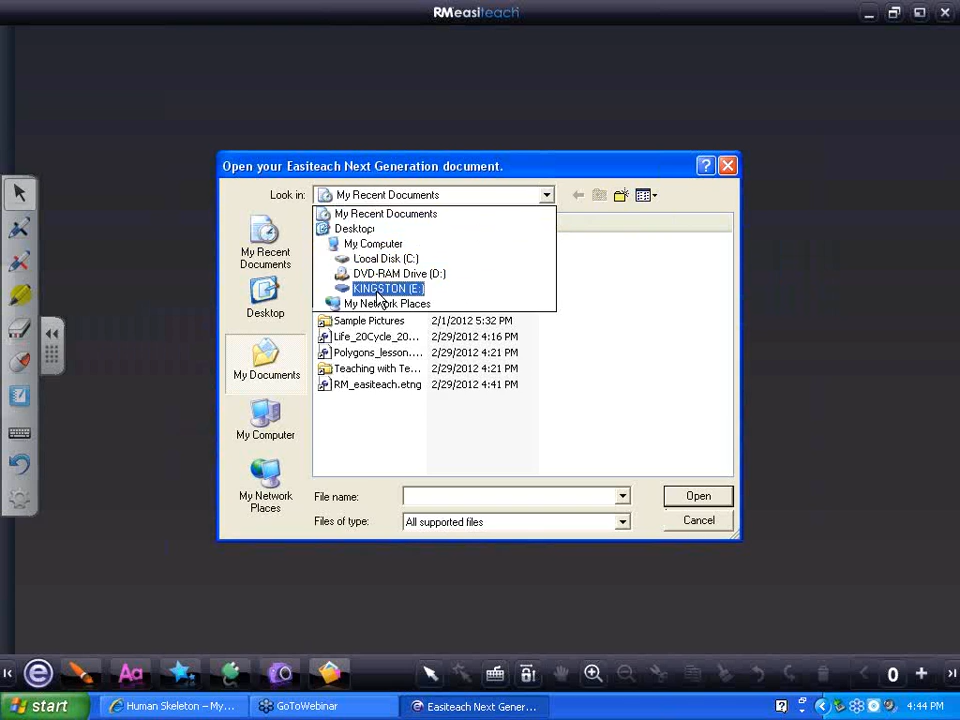 RMeasiteach
Open your Easiteach Next Generation document.
Look in:
My Recent Documents
My Recent Documents
Desktop
My Computer
Local Disk (C:)
DVD-RAM Drive (D:)
KINGSTON (E:)
My Network Places
Sample Pictures 2/1/2012 5:32 PM
Life_20Cycle_20... 2/29/2012 4:16 PM
Polygons_lesson.... 2/29/2012 4:21 PM
Teaching with Te... 2/29/2012 4:21 PM
RM_easiteach.etng 2/29/2012 4:41 PM
My Recent
Documents
Desktop
My Documents
My Computer
My Network
Places
File name:
Open
Files of type:
All supported files
Cancel
e
Aa
0
start
Human Skeleton – My...
GoToWebinar
Easiteach Next Gener...
4:44 PM